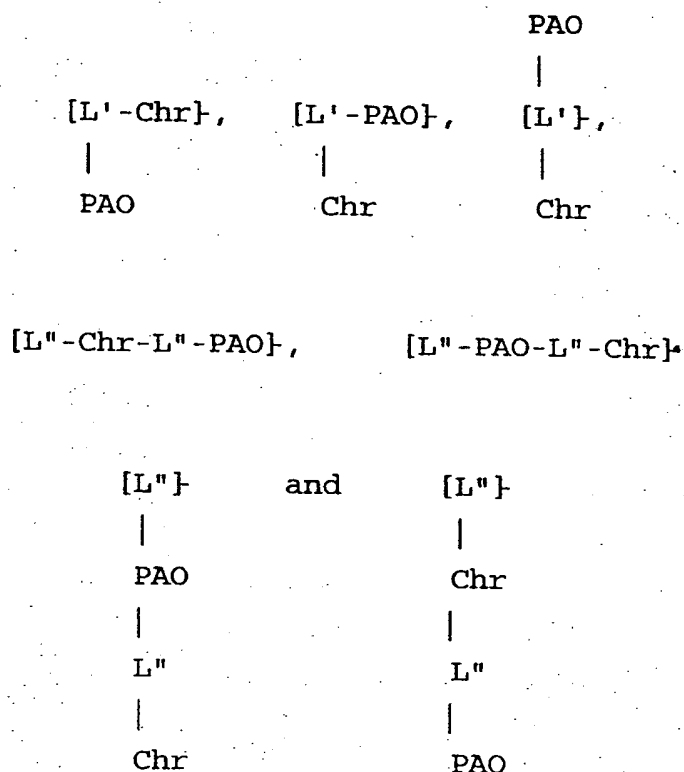 PAO
|
[L'-Chr}, [L'-PAO}, [L'},
| | |
PAO Chr Chr
[L"-Chr-L"-PAO}, [L"-PAO-L"-Chr}
[L"} and [L"}
| |
PAO Chr
| |
L" L"
| |
Chr PAO